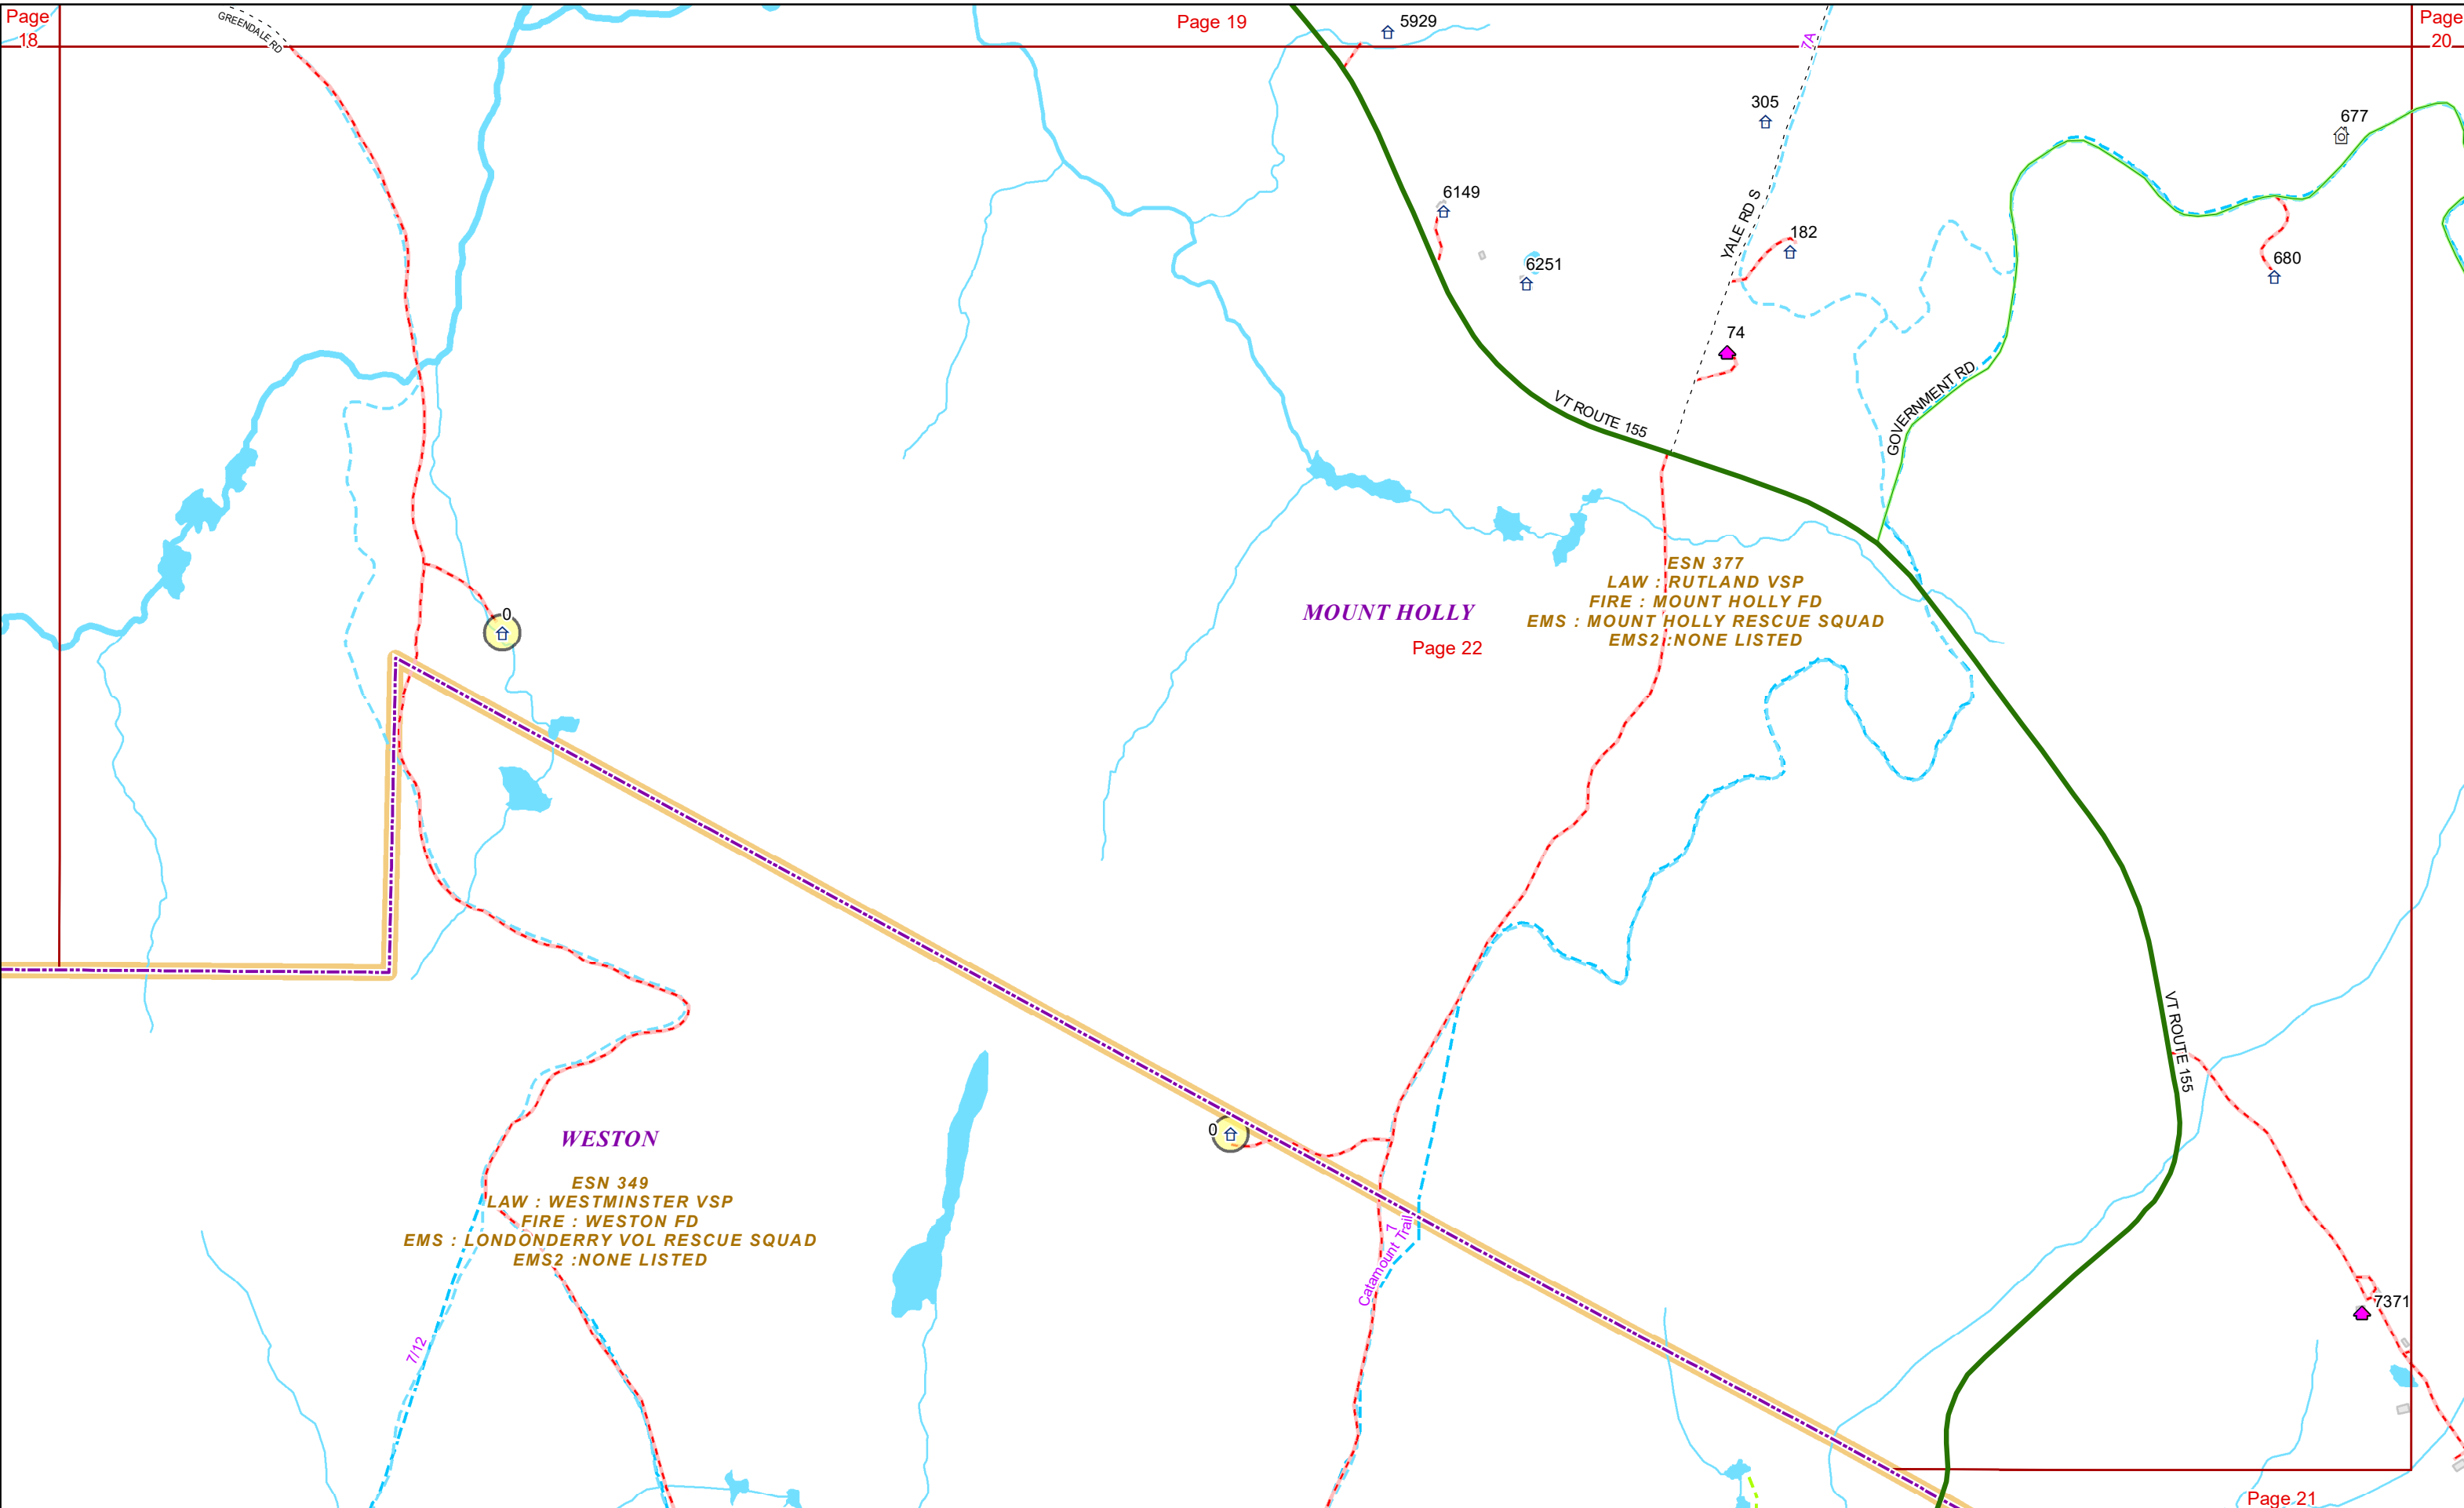 Page
18
GREENDALE RD
Page 19
5929
7A
Page
20
305
677
6149
YALE RD S
182
6251
680
74
GOVERNMENT RD
VT ROUTE 155
ESN 377
LAW : RUTLAND VSP
FIRE : MOUNT HOLLY FD
EMS : MOUNT HOLLY RESCUE SQUAD
EMS2 :NONE LISTED
MOUNT HOLLY
Page 22
0
VT ROUTE 155
0
WESTON
ESN 349
LAW : WESTMINSTER VSP
FIRE : WESTON FD
EMS : LONDONDERRY VOL RESCUE SQUAD
EMS2 :NONE LISTED
7
Catamount Trail
7371
7/12
Page 21